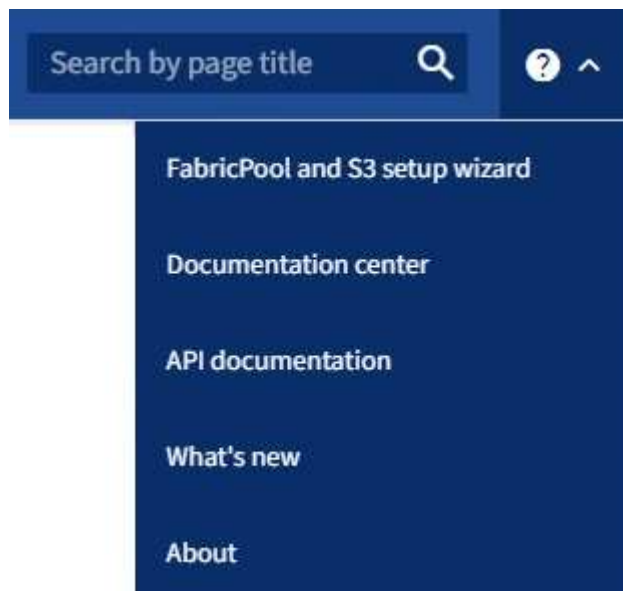 Search by page title
FabricPool and S3 setup wizard
Documentation center
API documentation
What's new
About